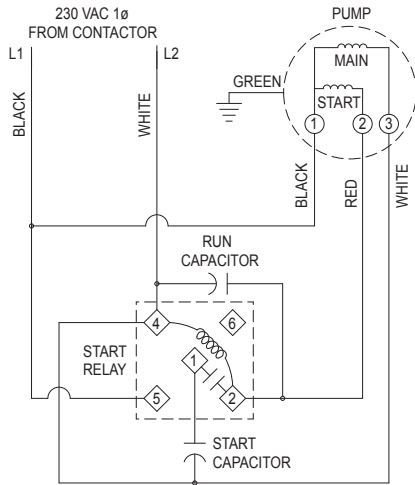 230 VAC 1ø
FROM CONTACTOR
L1
L2
PUMP
MAIN
GREEN
START
1
2
3
BLACK
WHITE
BLACK
RED
WHITE
RUN
CAPACITOR
4
6
START
RELAY
1
5
2
START
CAPACITOR